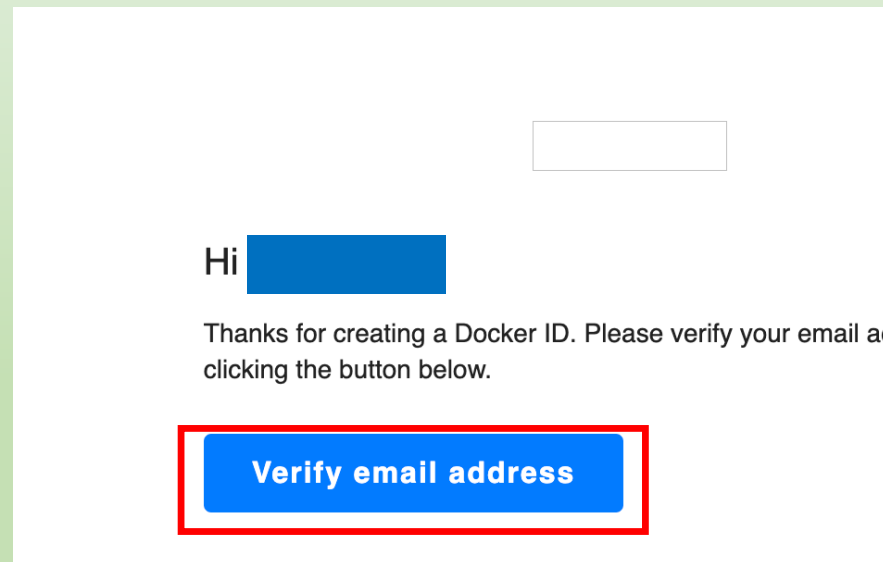 Hi
Thanks for creating a Docker ID. Please verify your email
clicking the button below.
Verify email address